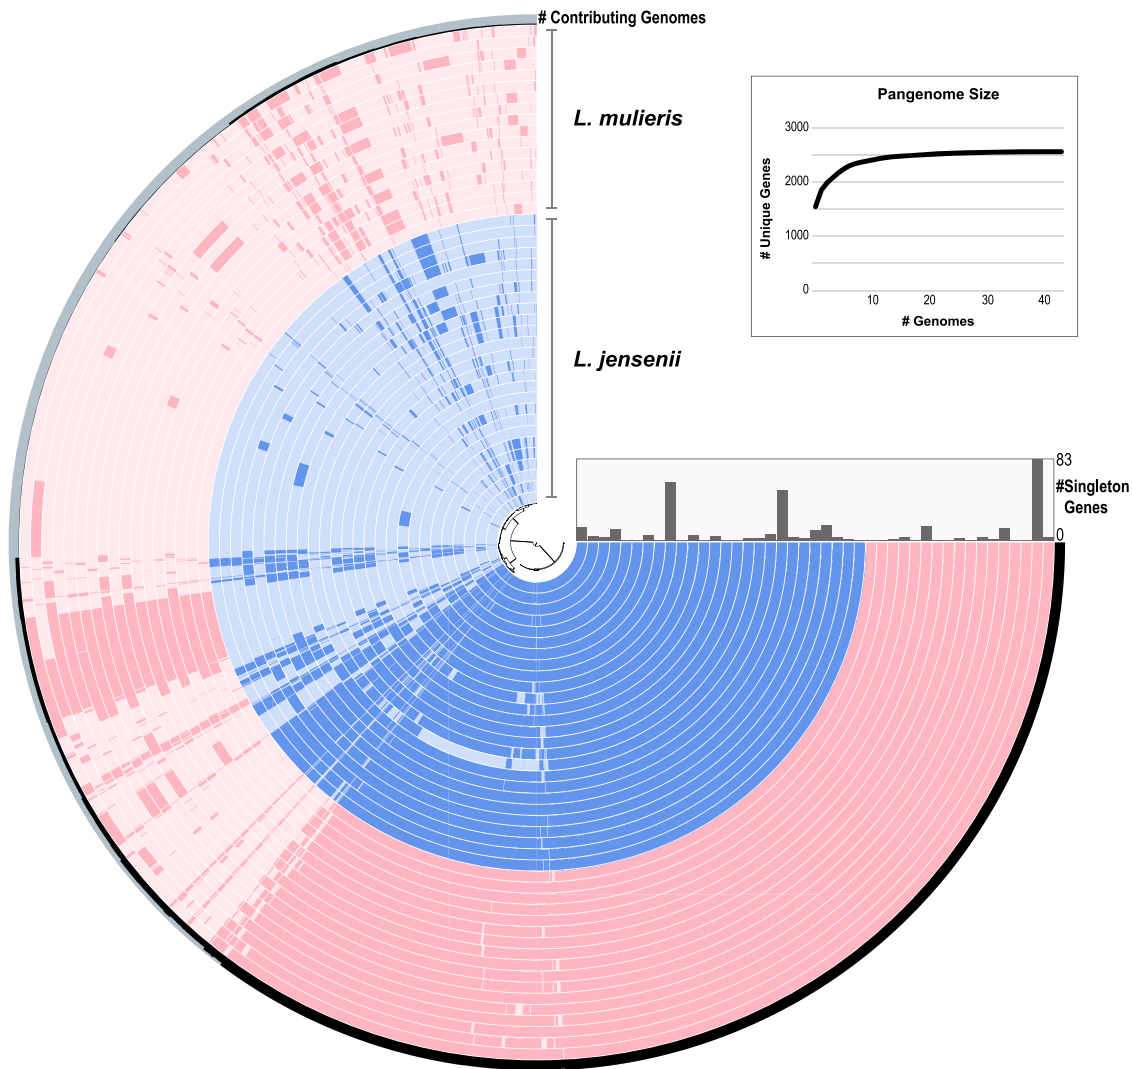 # Contributing Genomes
L. mulieris
Pangenome Size
3000
2000
1000
0
# Unique Genes
10
20
30
40
# Genomes
L. jensenii
83
#Singleton
Genes
0